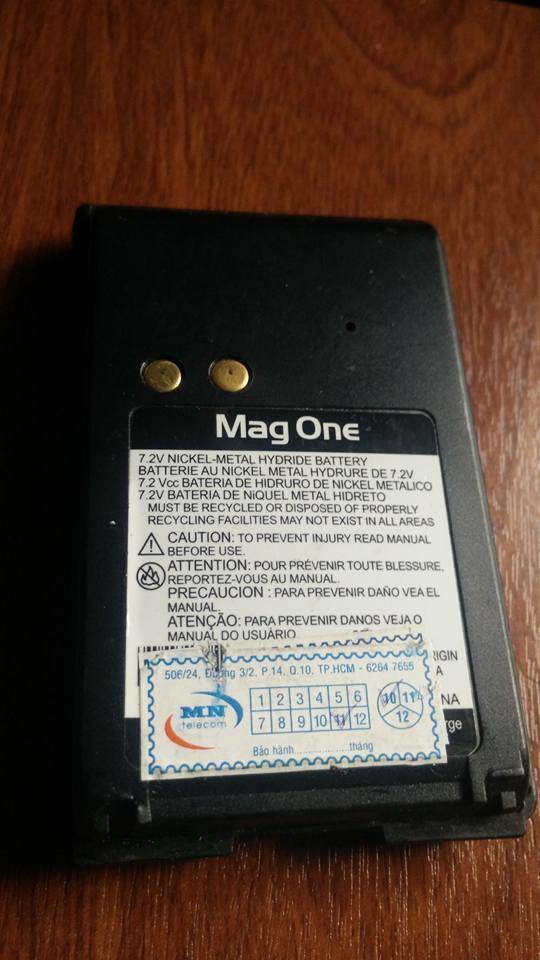 Mag One
7.2V NICKEL-METAL HYDRIDE BATTERY
BATTERIE AU NICKEL METAL HYDRURE DE 7.2V
7.2 Vcc BATERIA DE HIDRURO DE NICKEL METALICO
7.2V BATERIA DE NíQUEL METAL HIDRETO
MUST BE RECYCLED OR DISPOSED OF PROPERLY
RECYCLING FACILITIES MAY NOT EXIST IN ALL AREAS
CAUTION: TO PREVENT INJURY READ MANUAL
BEFORE USE.
ATTENTION: POUR PRÉVENIR TOUTE BLESSURE,
REPORTEZ-VOUS AU MANUAL.
PRECAUCION : PARA PREVENIR DAÑO VEA EL
MANUAL.
ATENÇÃO: PARA PREVENIR DANOS VEJA O
MANUAL DO USUÁRIO
RIGIN
A
NA
rge
506/24, Đường 3/2, P.14, Q.10, TP.HCM - 6264 7655
MN
telecom
1 2 3 4 5 6
7 8 9 10 11 12
10 11
12
Bảo hành..................tháng